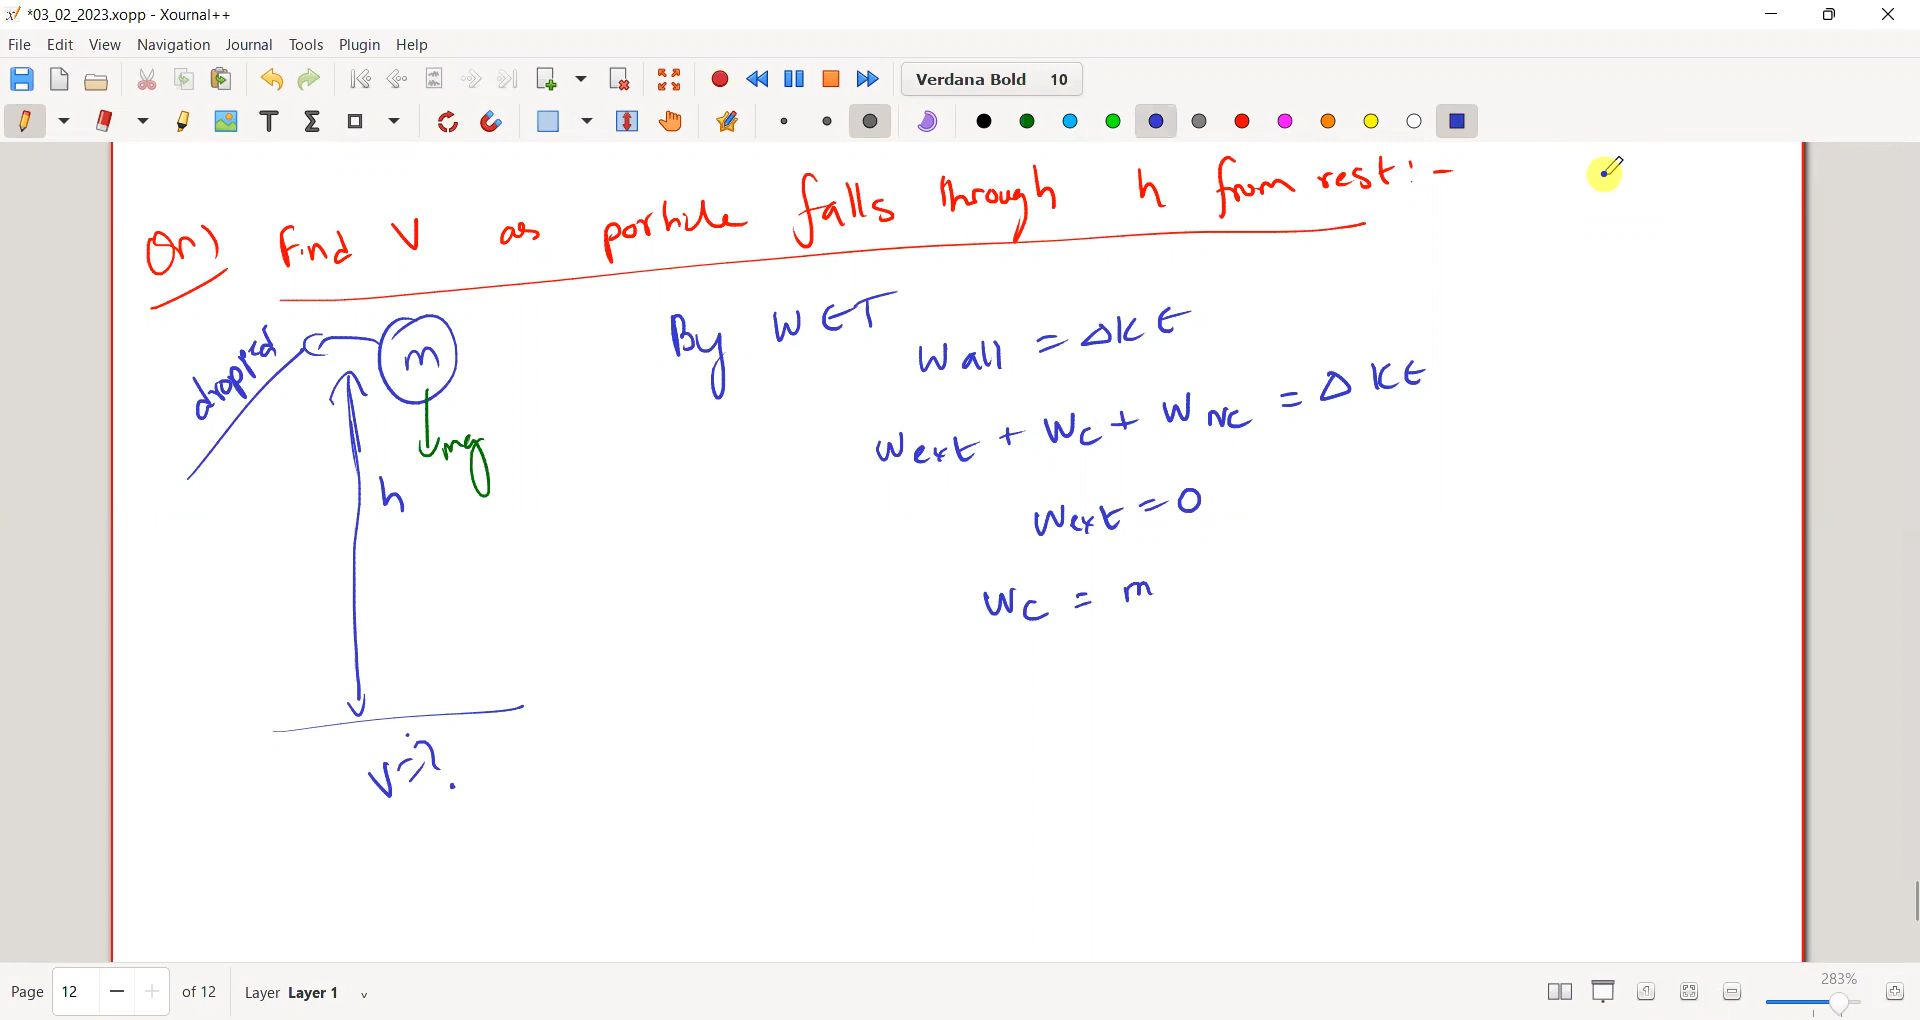 *03_02_2023.xopp - Xournal++
File Edit View Navigation Journal Tools Plugin Help
Verdana Bold 10
Qn) Find V as particle falls through h from rest :-
dropped
m
mg
h
V = ?
By WET
Wall = ΔKE
Wext + Wc + WNC = ΔKE
Wext = 0
Wc = m
Page 12 of 12 Layer Layer 1
283%